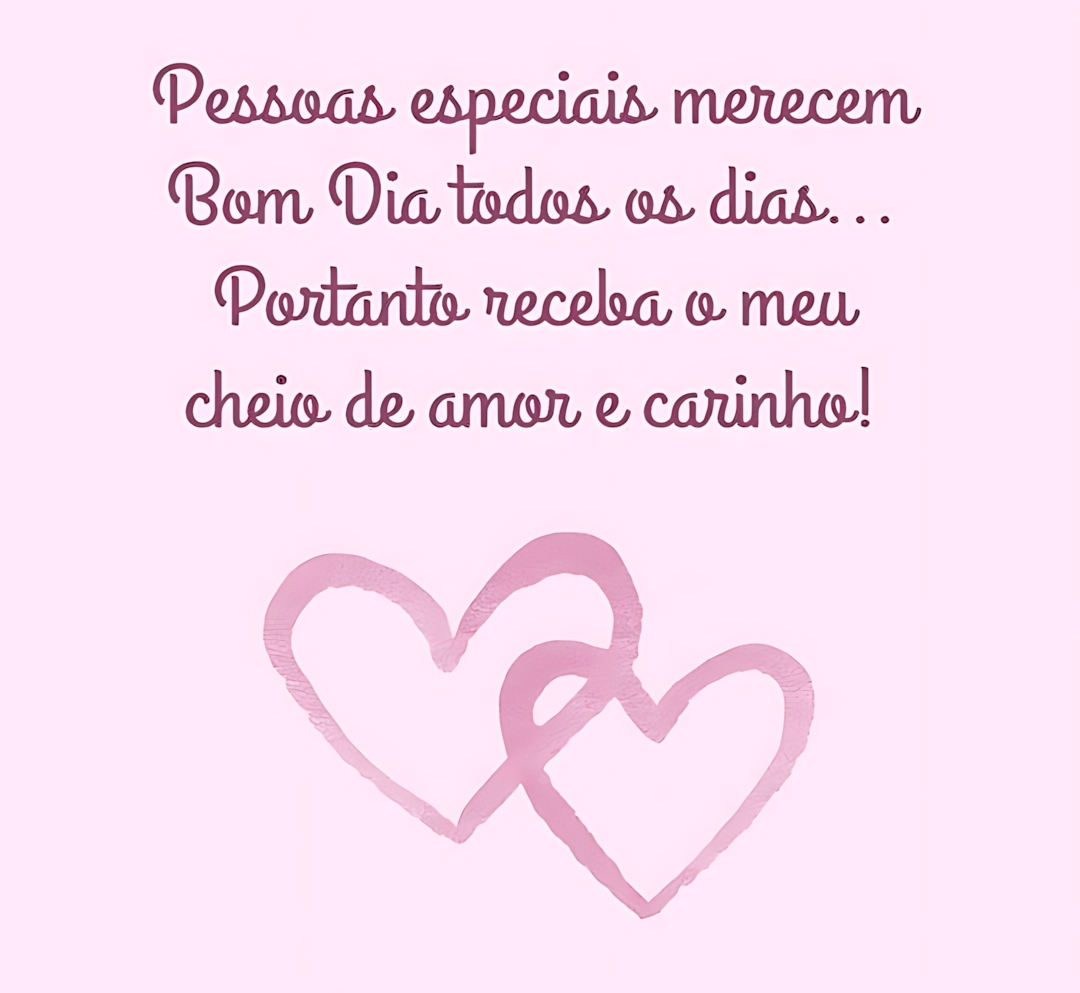 Pessoas especiais merecem
Bom Dia todos os dias...
Portanto receba o meu
cheio de amor e carinho!